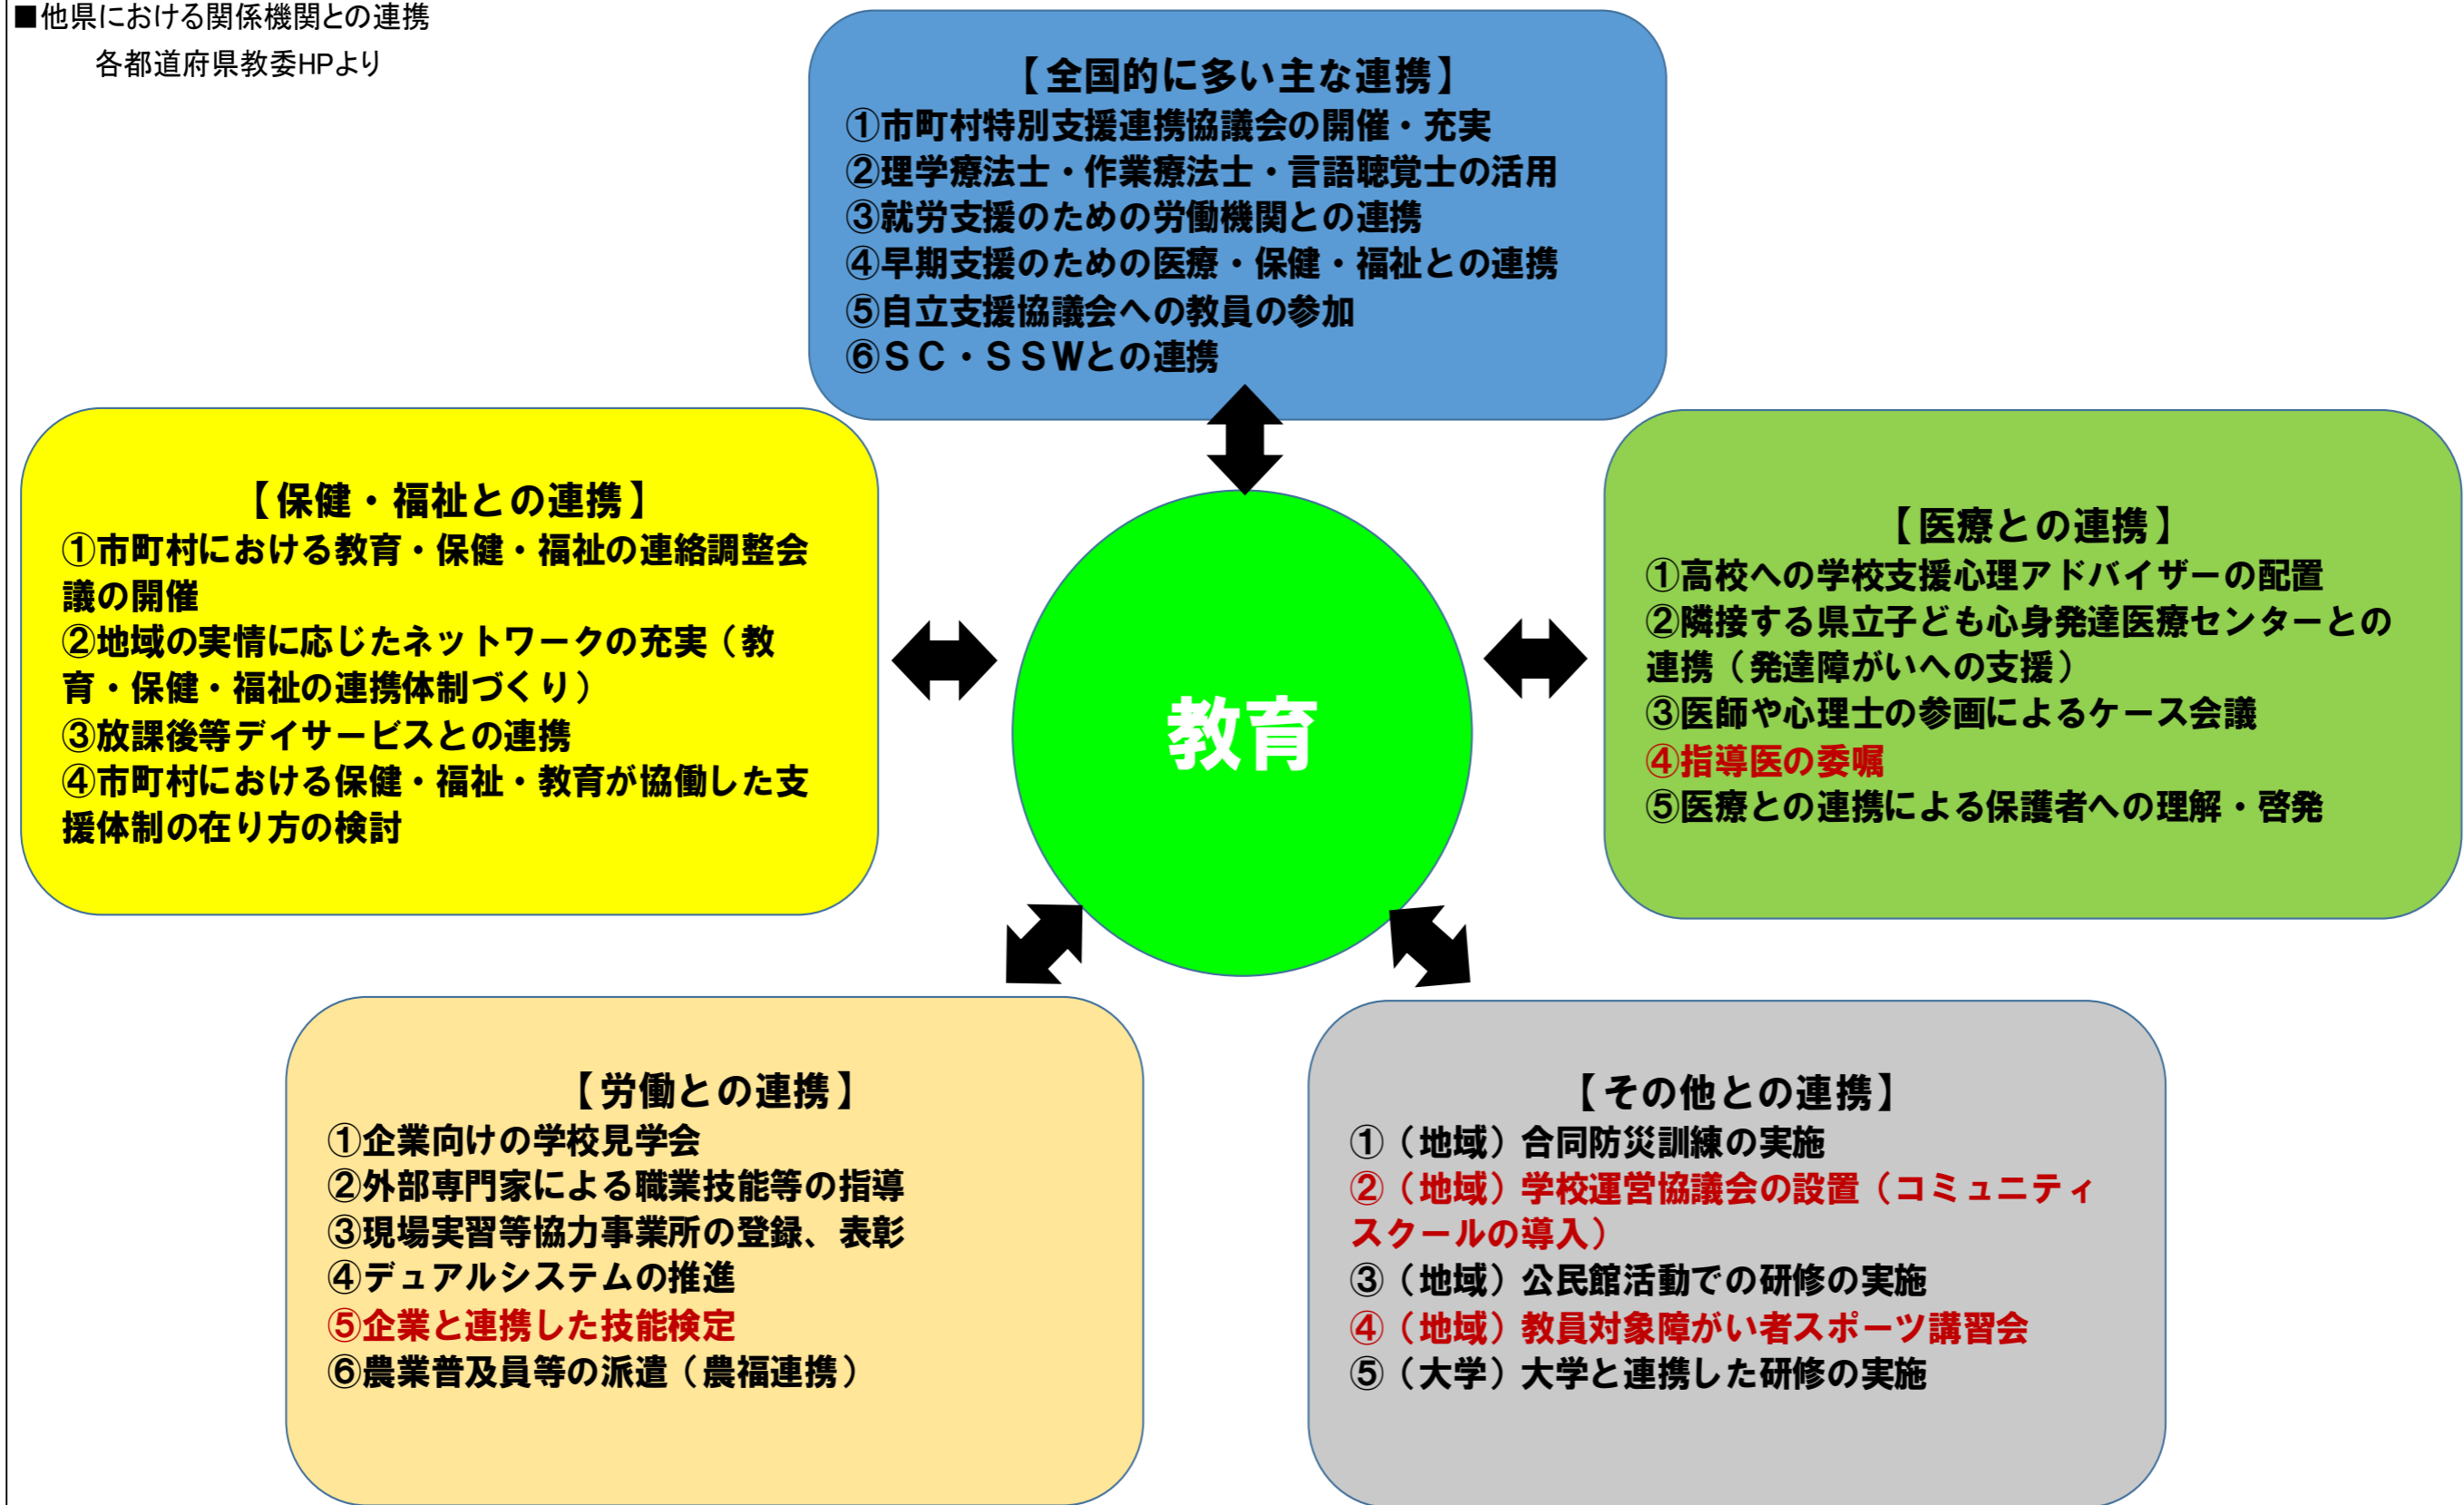 ■他県における関係機関との連携
各都道府県教委HPより
【全国的に多い主な連携】
①市町村特別支援連携協議会の開催・充実
②理学療法士・作業療法士・言語聴覚士の活用
③就労支援のための労働機関との連携
④早期支援のための医療・保健・福祉との連携
⑤自立支援協議会への教員の参加
⑥ＳＣ・ＳＳＷとの連携
【保健・福祉との連携】
①市町村における教育・保健・福祉の連絡調整会
議の開催
②地域の実情に応じたネットワークの充実（教
育・保健・福祉の連携体制づくり）
③放課後等デイサービスとの連携
④市町村における保健・福祉・教育が協働した支
援体制の在り方の検討
教育
【医療との連携】
①高校への学校支援心理アドバイザーの配置
②隣接する県立子ども心身発達医療センターとの
連携（発達障がいへの支援）
③医師や心理士の参画によるケース会議
④指導医の委嘱
⑤医療との連携による保護者への理解・啓発
【労働との連携】
①企業向けの学校見学会
②外部専門家による職業技能等の指導
③現場実習等協力事業所の登録、表彰
④デュアルシステムの推進
⑤企業と連携した技能検定
⑥農業普及員等の派遣（農福連携）
【その他との連携】
①（地域）合同防災訓練の実施
②（地域）学校運営協議会の設置（コミュニティ
スクールの導入）
③（地域）公民館活動での研修の実施
④（地域）教員対象障がい者スポーツ講習会
⑤（大学）大学と連携した研修の実施